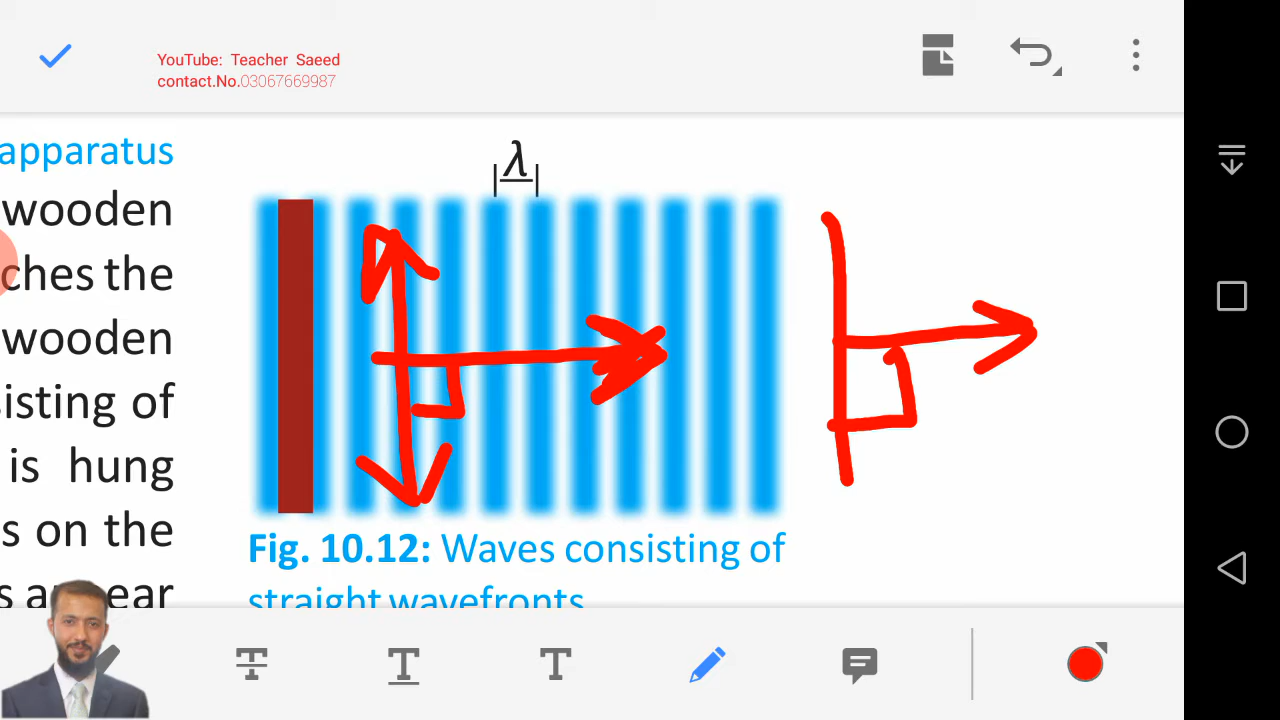 YouTube: Teacher Saeed
contact.No.03067669987
apparatus
λ
wooden
ches the
wooden
isting of
is hung
s on the
s appear
Fig. 10.12: Waves consisting of
straight wavefronts
T T T